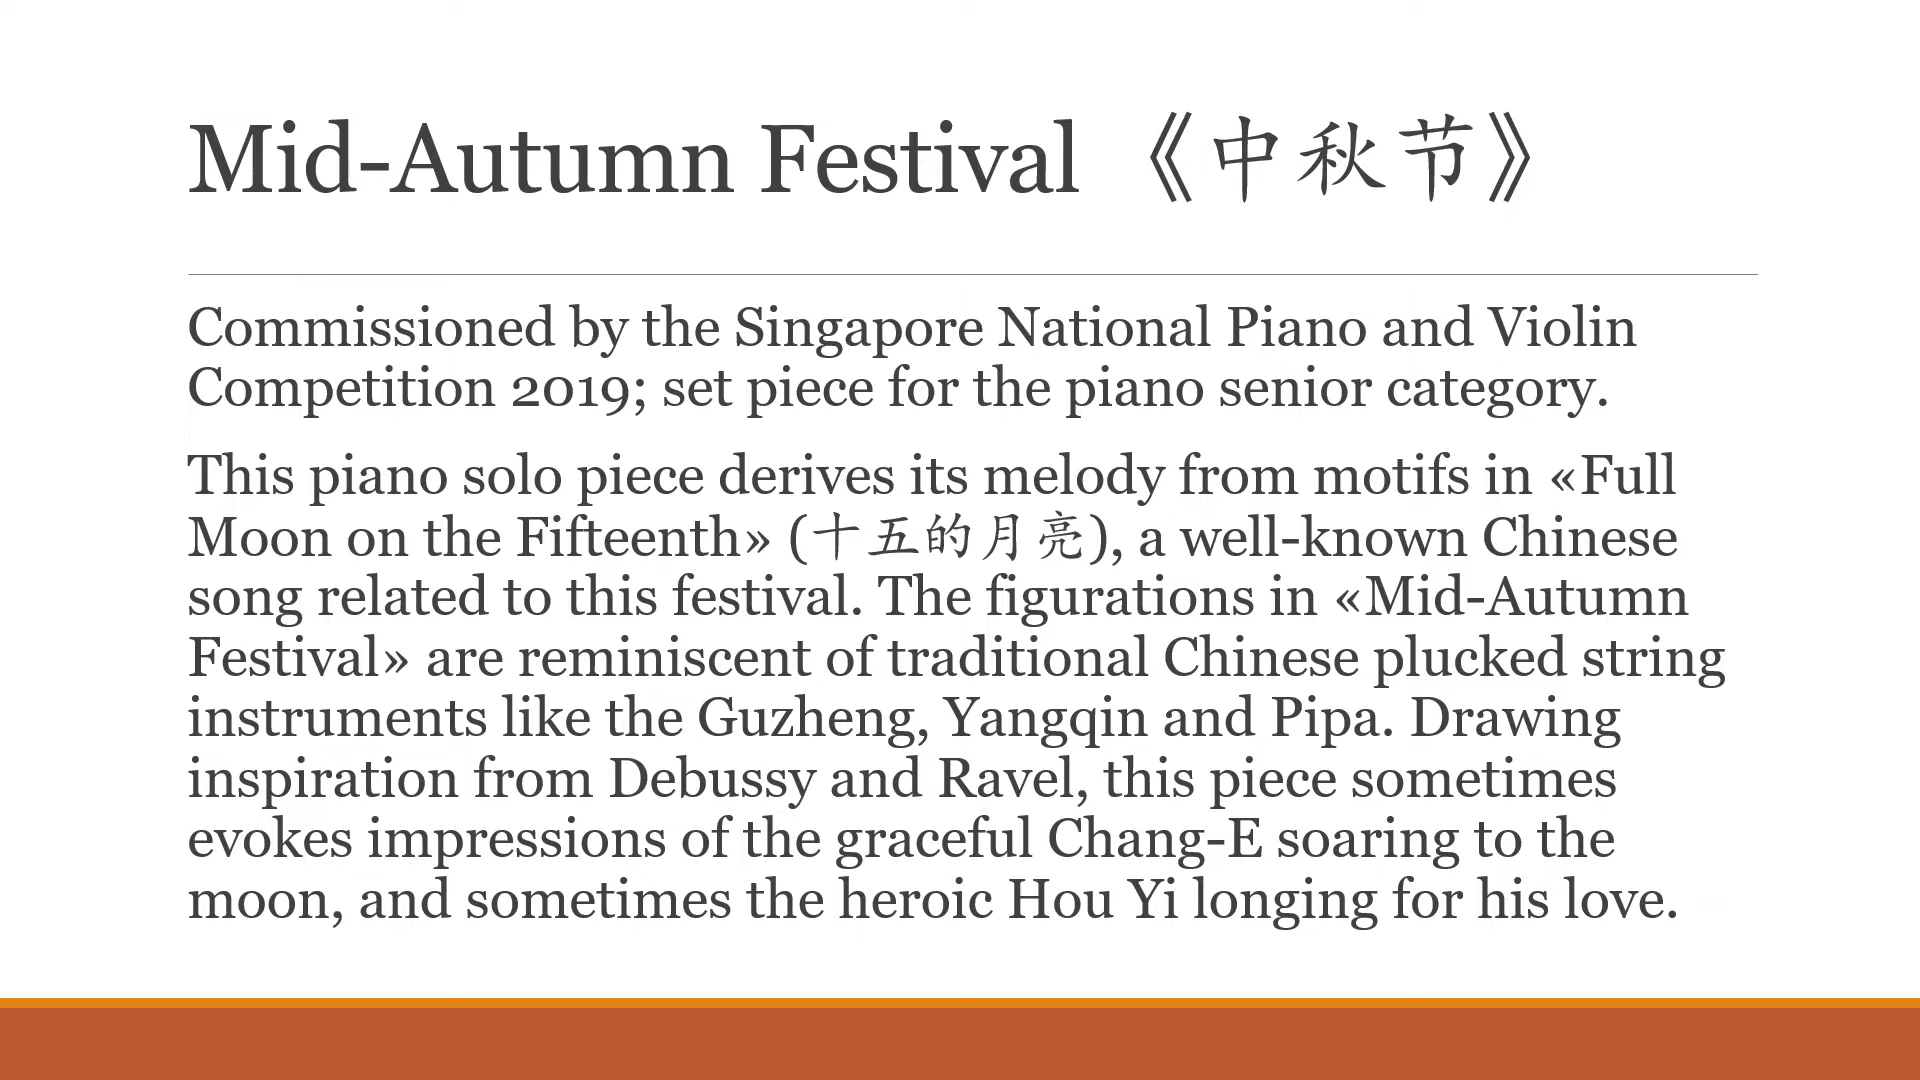 Mid-Autumn Festival 《中秋节》
Commissioned by the Singapore National Piano and Violin
Competition 2019; set piece for the piano senior category.
This piano solo piece derives its melody from motifs in «Full
Moon on the Fifteenth» (十五的月亮), a well-known Chinese
song related to this festival. The figurations in «Mid-Autumn
Festival» are reminiscent of traditional Chinese plucked string
instruments like the Guzheng, Yangqin and Pipa. Drawing
inspiration from Debussy and Ravel, this piece sometimes
evokes impressions of the graceful Chang-E soaring to the
moon, and sometimes the heroic Hou Yi longing for his love.